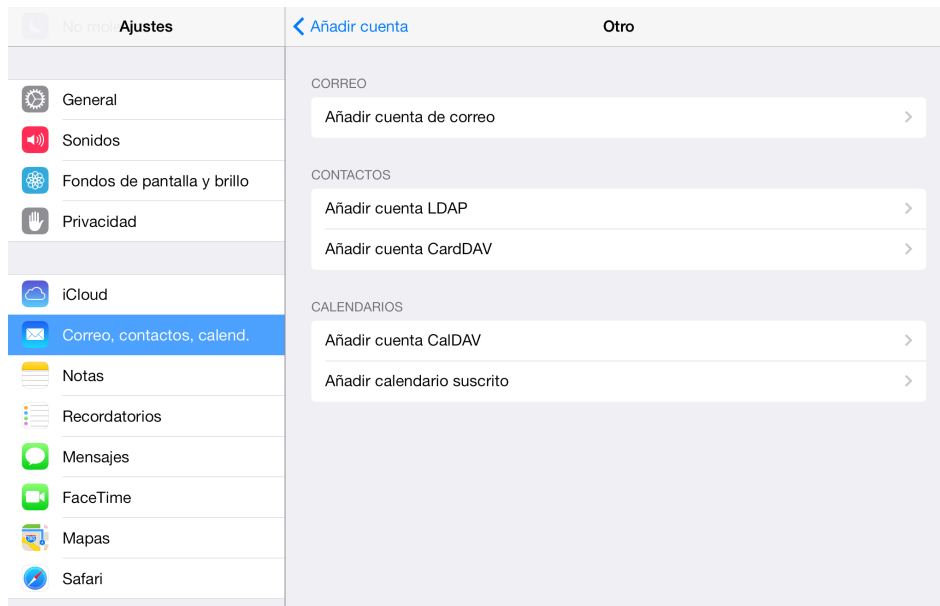 No mol
Ajustes
Añadir cuenta
Otro
General
Sonidos
Fondos de pantalla y brillo
Privacidad
iCloud
Correo, contactos, calend.
Notas
Recordatorios
Mensajes
FaceTime
Mapas
Safari
CORREO
Añadir cuenta de correo
CONTACTOS
Añadir cuenta LDAP
Añadir cuenta CardDAV
CALENDARIOS
Añadir cuenta CalDAV
Añadir calendario suscrito